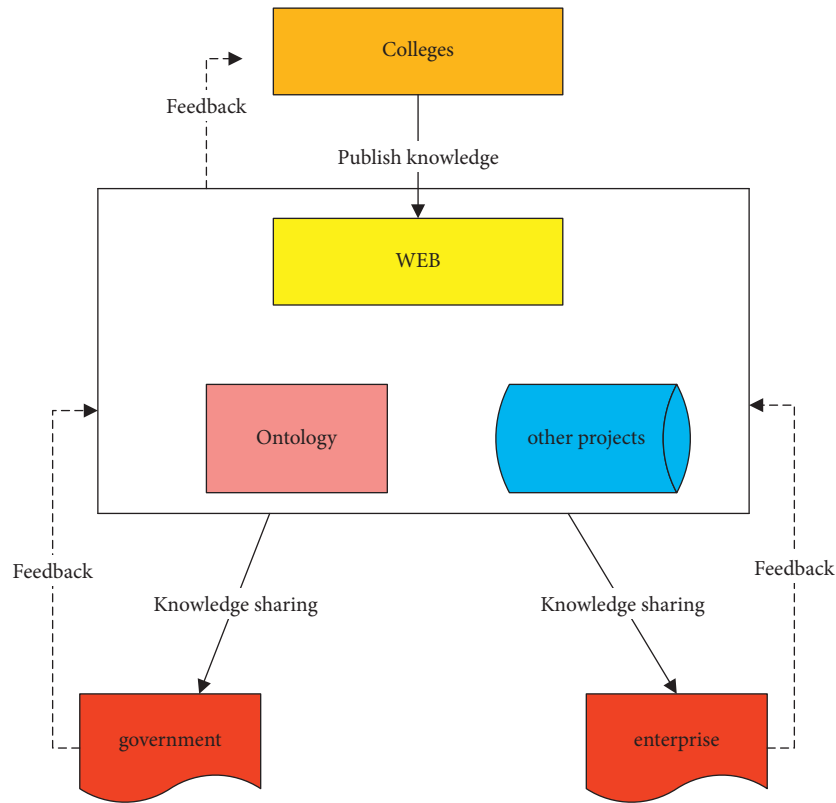 Colleges
Feedback
Publish knowledge
WEB
Ontology
other projects
Feedback
Feedback
Knowledge sharing
Knowledge sharing
government
enterprise